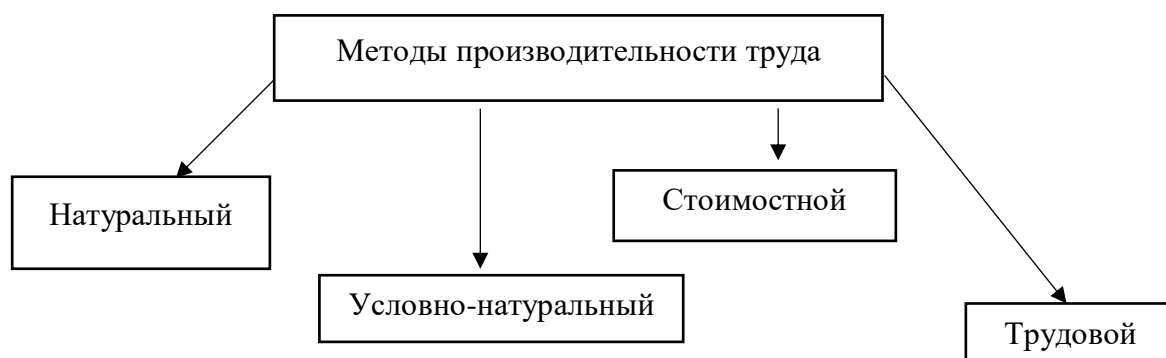 Методы производительности труда
Натуральный
Стоимостной
Условно-натуральный
Трудовой